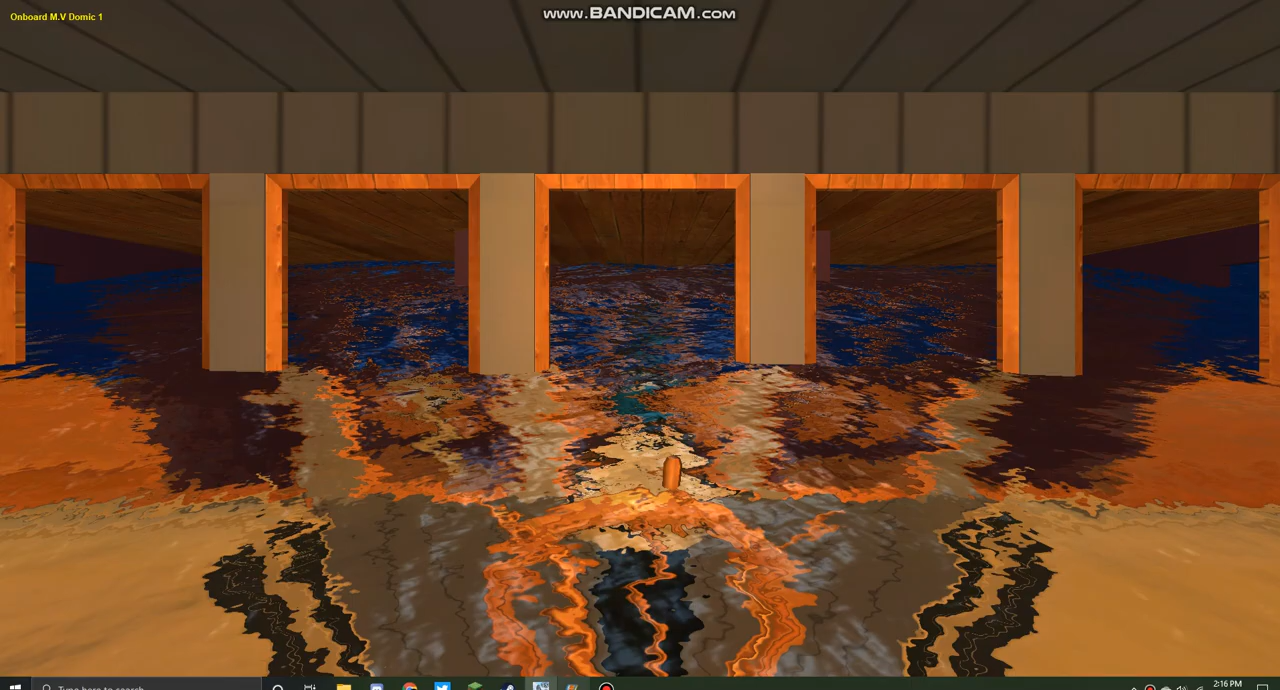 Onboard M.V Domic 1
WWW.BANDICAM.COM
Type here to search
2:16 PM